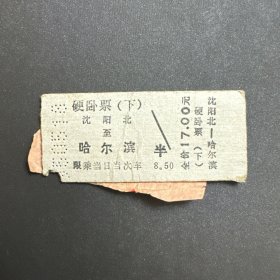 硬卧票(下)
沈阳北
至
哈尔滨 半
限乘当日当次车 8.50
沈阳北—哈尔滨
硬卧票(下)
全价17.00元